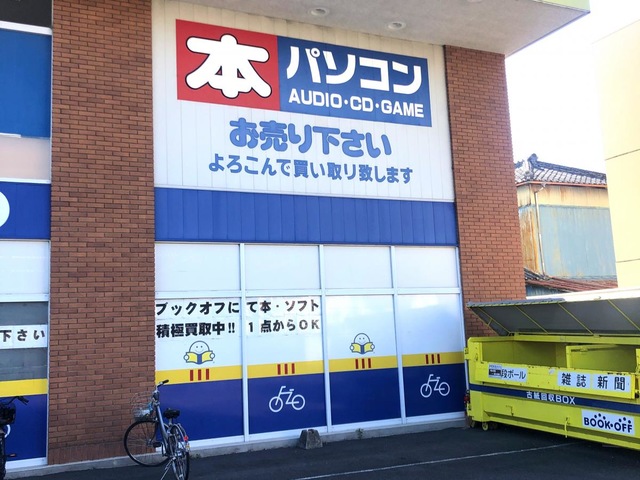 本 パソコン
AUDIO・CD・GAME
お売り下さい
よろこんで買い取り致します
ブックオフに て本・ソフト
積極買取中!! 1点からOK
下さい
段ボール
雑誌 新聞
古紙回収BOX
BOOK・OFF